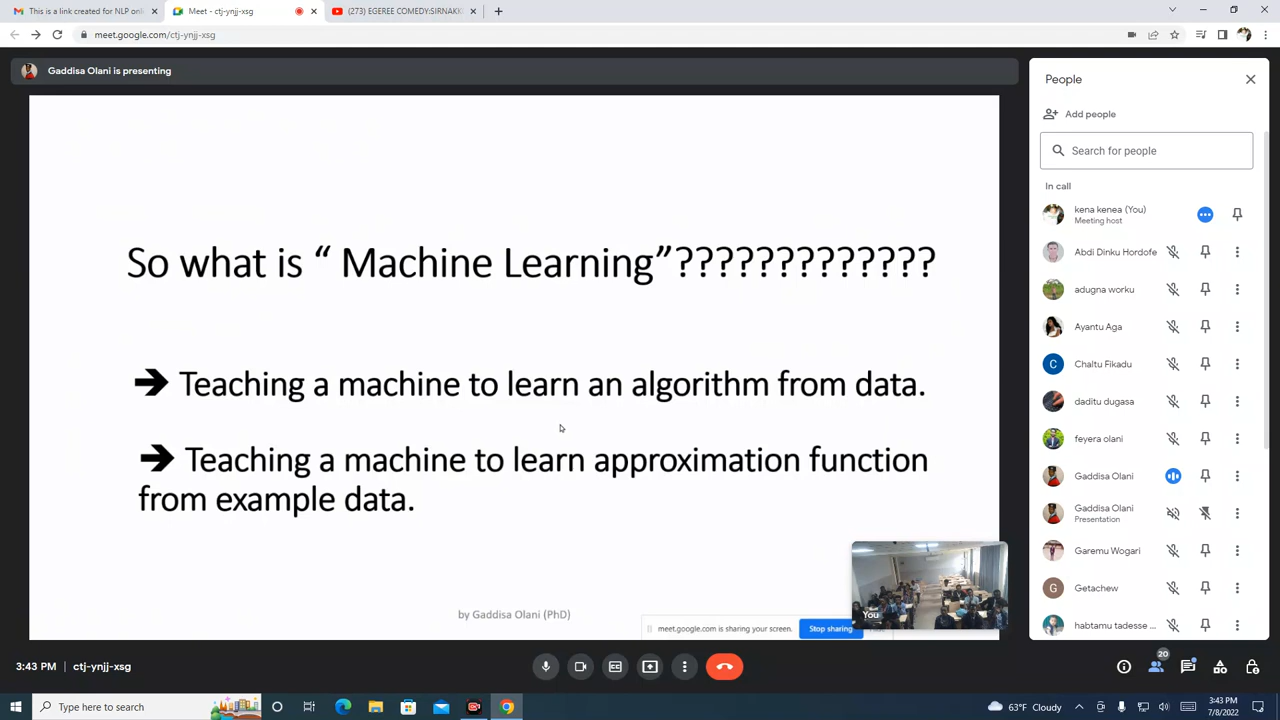 This is a link created for NLP onl
Meet - ctj-ynjj-xsg
(273) EGEREE COMEDY:SIRNAKK
meet.google.com/ctj-ynjj-xsg
Gaddisa Olani is presenting
So what is “ Machine Learning”?????????????
➔ Teaching a machine to learn an algorithm from data.
➔ Teaching a machine to learn approximation function
from example data.
by Gaddisa Olani (PhD)
You
meet.google.com is sharing your screen.
Stop sharing
People
Add people
Search for people
In call
kena kenea (You)
Meeting host
Abdi Dinku Hordofe
adugna worku
Ayantu Aga
Chaltu Fikadu
C
daditu dugasa
feyera olani
Gaddisa Olani
Gaddisa Olani
Presentation
Garemu Wogari
G
Getachew
habtamu tadesse ...
3:43 PM | ctj-ynjj-xsg
20
Type here to search
63°F Cloudy
3:43 PM
7/8/2022